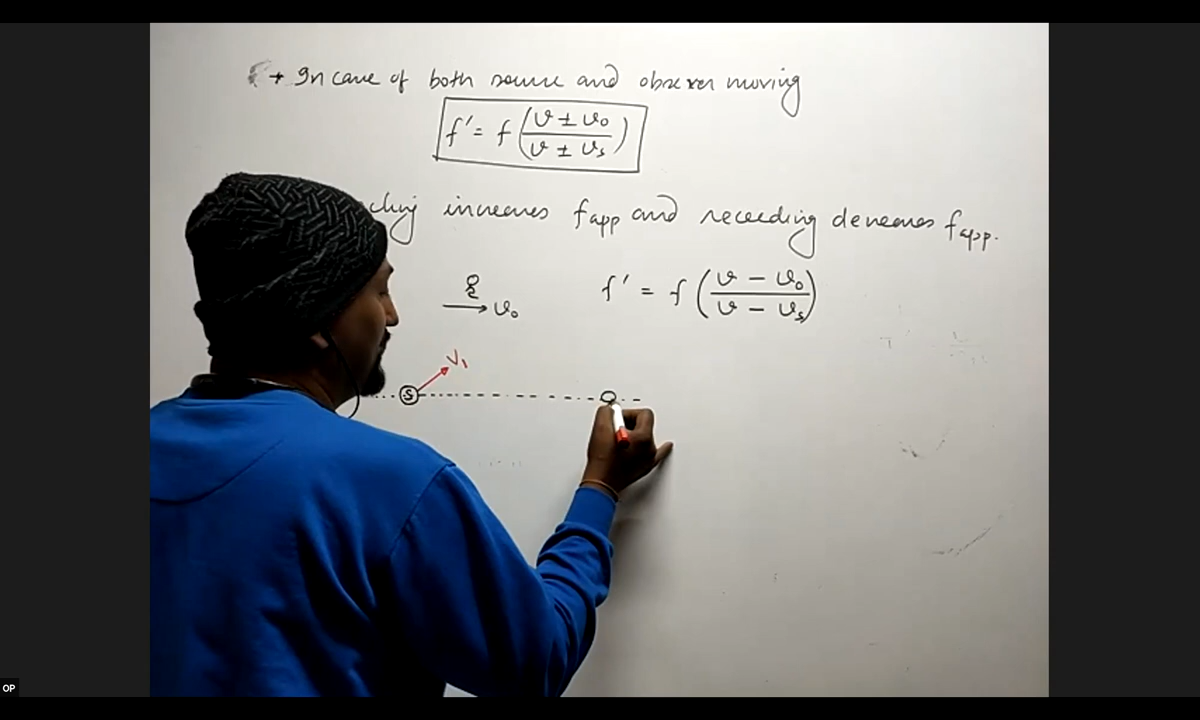 + In case of both source and observer moving
f' = f (v ± v₀ / v ± vₛ)
increases fapp and receeding decreases fapp.
v₀ f' = f (v - v₀ / v - vₛ)
V₁
S
OP